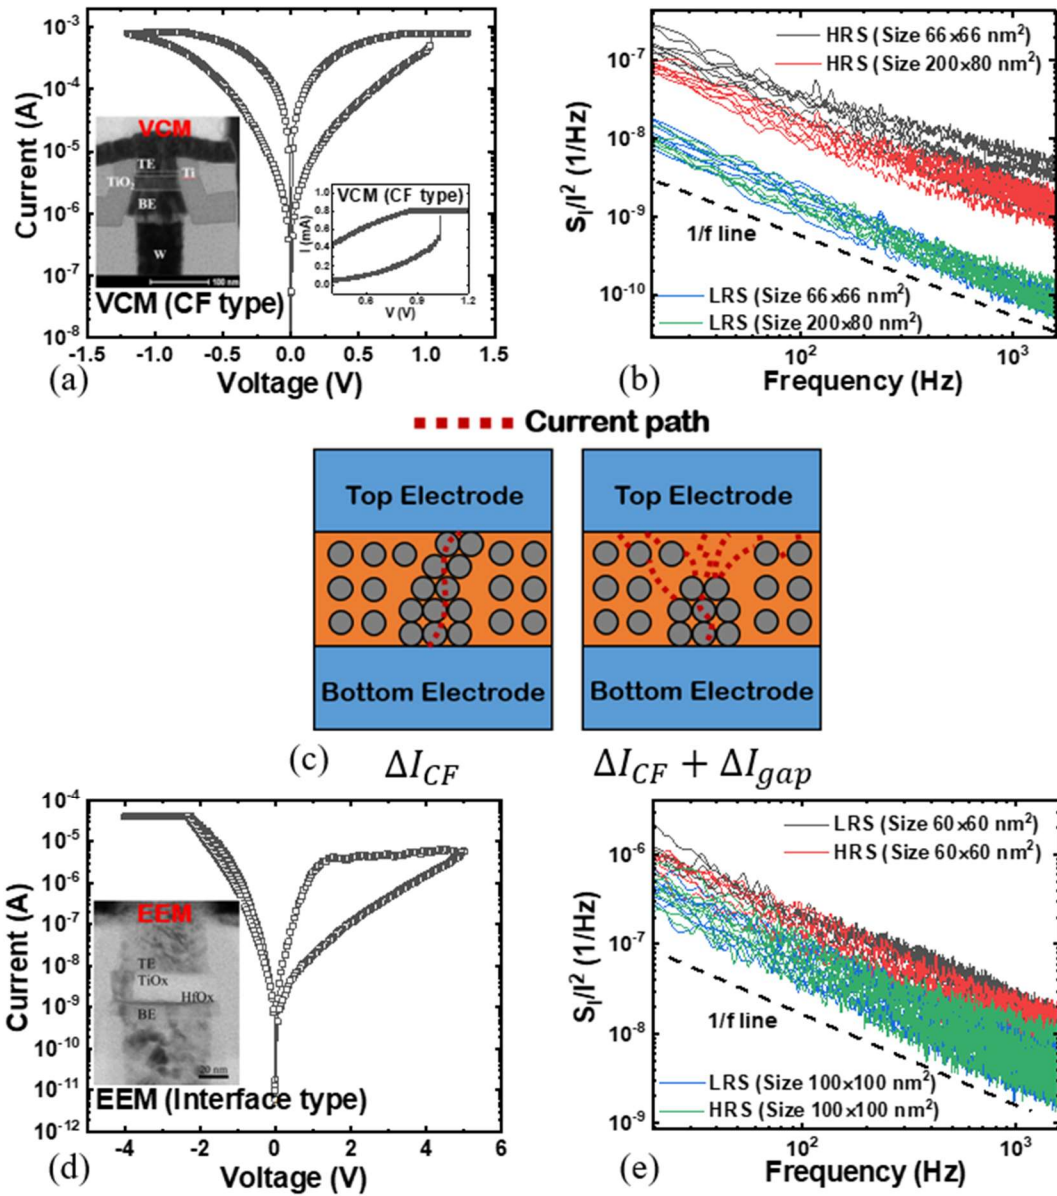 10⁻³
10⁻⁴
10⁻⁵
10⁻⁶
10⁻⁷
10⁻⁸
Current (A)
VCM
TE
Ti
TiO₂
BE
W
100 nm
VCM (CF type)
VCM (CF type)
1.0
0.8
0.6
0.4
0.2
0.0
I (mA)
0.6 0.9 1.2
V (V)
-1.5 -1.0 -0.5 0.0 0.5 1.0 1.5
Voltage (V)
(a)
10⁻⁷
10⁻⁸
10⁻⁹
10⁻¹⁰
S_I/I² (1/Hz)
HRS (Size 66×66 nm²)
HRS (Size 200×80 nm²)
1/f line
LRS (Size 66×66 nm²)
LRS (Size 200×80 nm²)
10² 10³
Frequency (Hz)
(b)
Current path
Top Electrode
Bottom Electrode
Top Electrode
Bottom Electrode
(c)
ΔI_CF
ΔI_CF + ΔI_gap
10⁻⁴
10⁻⁵
10⁻⁶
10⁻⁷
10⁻⁸
10⁻⁹
10⁻¹⁰
10⁻¹¹
10⁻¹²
Current (A)
EEM
TE
TiOx
HfOx
BE
20 nm
EEM (Interface type)
-4 -2 0 2 4 6
Voltage (V)
(d)
10⁻⁶
10⁻⁷
10⁻⁸
10⁻⁹
S_I/I² (1/Hz)
LRS (Size 60×60 nm²)
HRS (Size 60×60 nm²)
1/f line
LRS (Size 100×100 nm²)
HRS (Size 100×100 nm²)
10² 10³
Frequency (Hz)
(e)